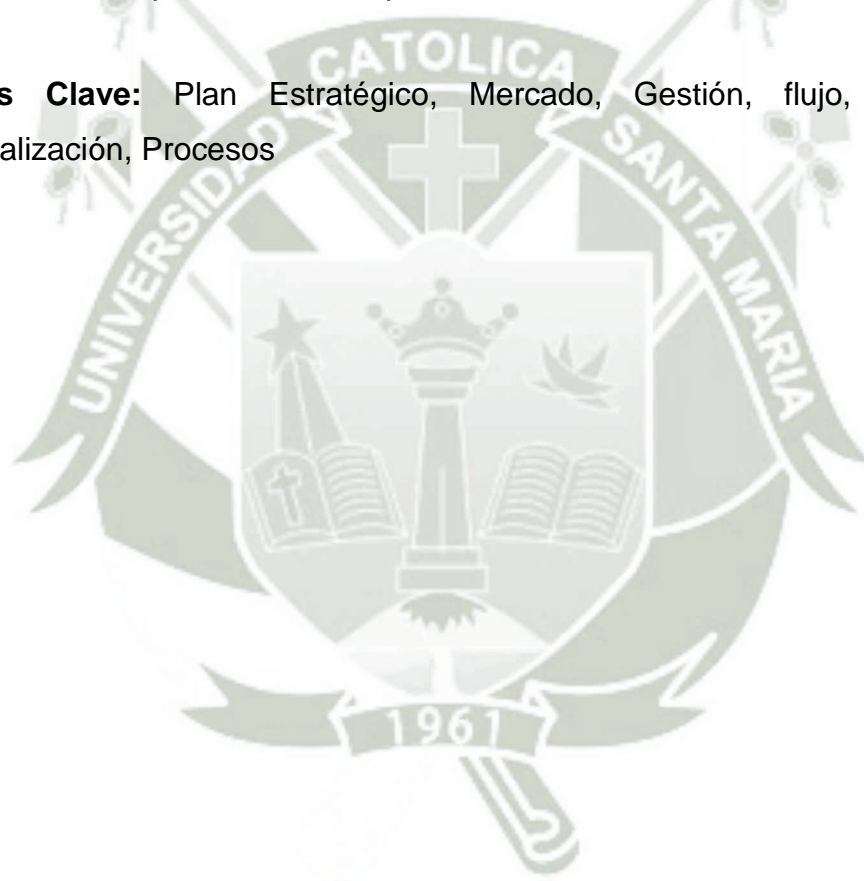 s Clave: Plan Estratégico, Mercado, Gestión, flujo,
alización, Procesos
CATOLICA
UNIVERSIDAD
SANTA MARIA
1961